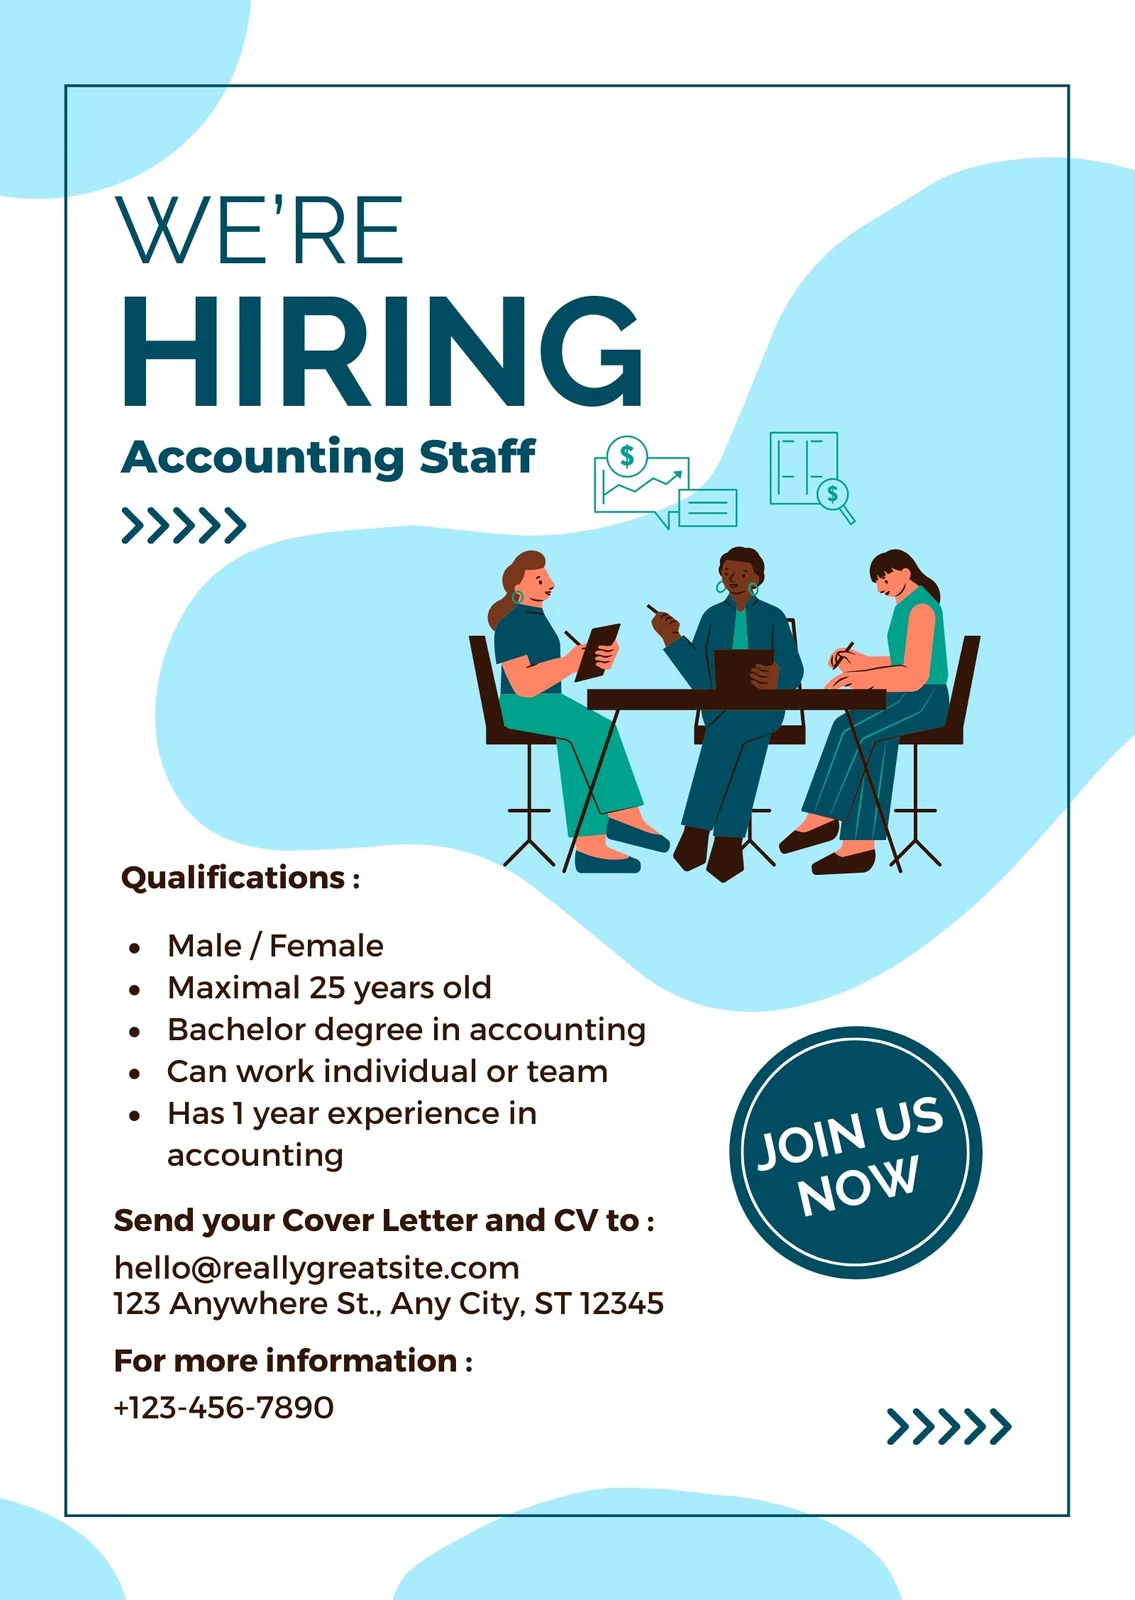 WE'RE
HIRING
Accounting Staff
$
$
Qualifications :
• Male / Female
• Maximal 25 years old
• Bachelor degree in accounting
• Can work individual or team
• Has 1 year experience in
accounting
JOIN US
NOW
Send your Cover Letter and CV to :
hello@reallygreatsite.com
123 Anywhere St., Any City, ST 12345
For more information :
+123-456-7890